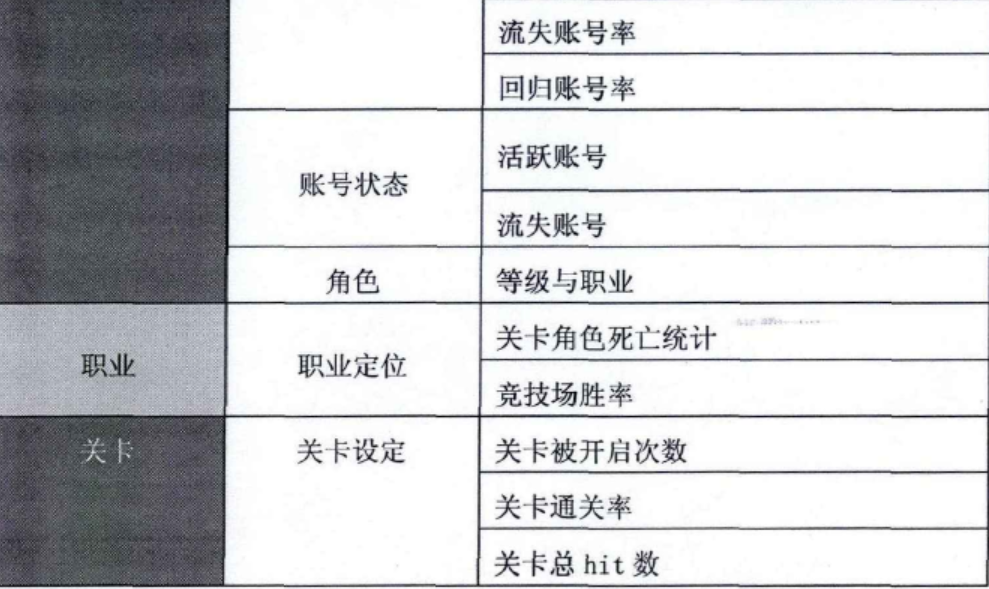 流失账号率
回归账号率
账号状态
活跃账号
流失账号
角色
等级与职业
职业
职业定位
关卡角色死亡统计
竞技场胜率
关卡
关卡设定
关卡被开启次数
关卡通关率
关卡总 hit 数